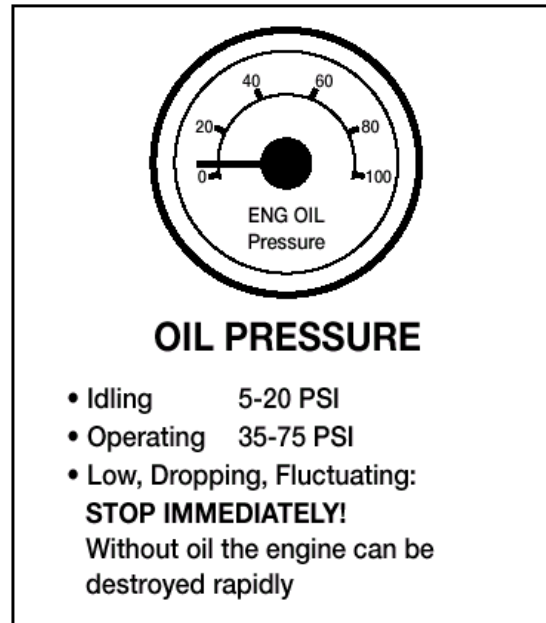 40 60
20 80
0 100
ENG OIL
Pressure
OIL PRESSURE
• Idling 5-20 PSI
• Operating 35-75 PSI
• Low, Dropping, Fluctuating:
STOP IMMEDIATELY!
Without oil the engine can be
destroyed rapidly